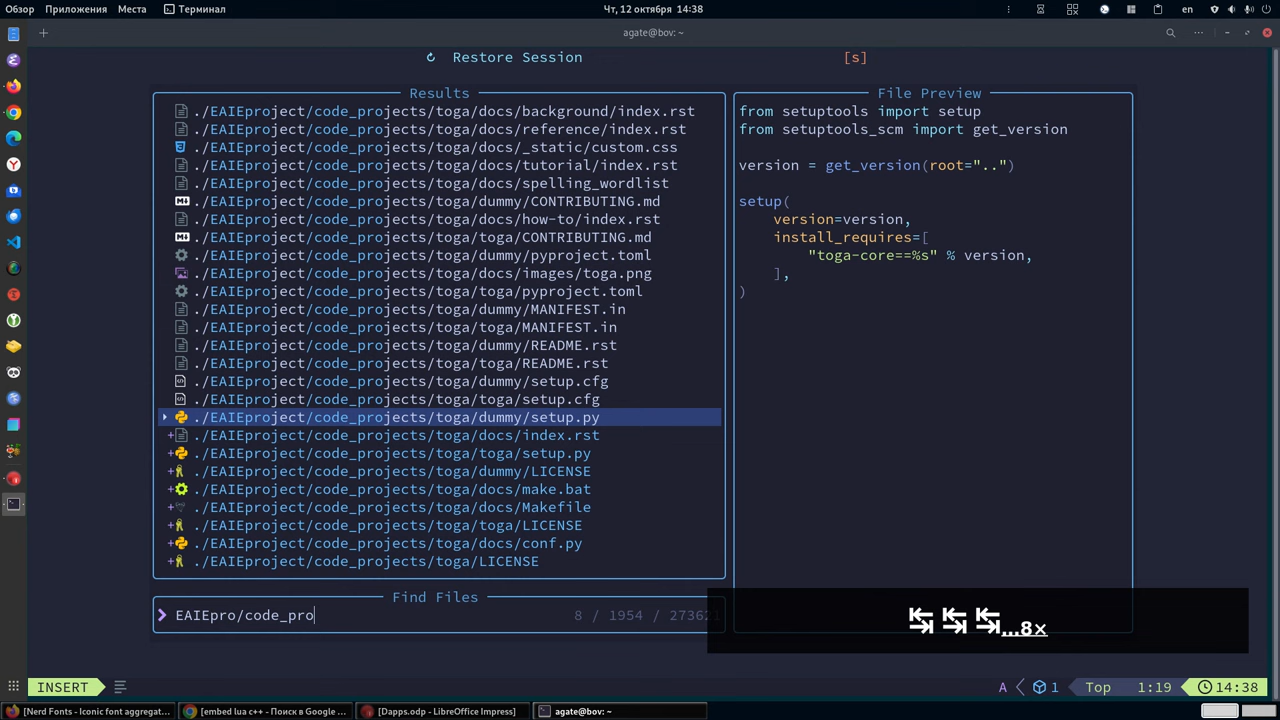 Обзор Приложения Места Терминал Чт, 12 октября 14:38 en
agate@bov: ~
Restore Session [s]
Results
./EAIEproject/code_projects/toga/docs/background/index.rst
./EAIEproject/code_projects/toga/docs/reference/index.rst
./EAIEproject/code_projects/toga/docs/_static/custom.css
./EAIEproject/code_projects/toga/docs/tutorial/index.rst
./EAIEproject/code_projects/toga/docs/spelling_wordlist
./EAIEproject/code_projects/toga/dummy/CONTRIBUTING.md
./EAIEproject/code_projects/toga/docs/how-to/index.rst
./EAIEproject/code_projects/toga/toga/CONTRIBUTING.md
./EAIEproject/code_projects/toga/dummy/pyproject.toml
./EAIEproject/code_projects/toga/docs/images/toga.png
./EAIEproject/code_projects/toga/toga/pyproject.toml
./EAIEproject/code_projects/toga/dummy/MANIFEST.in
./EAIEproject/code_projects/toga/toga/MANIFEST.in
./EAIEproject/code_projects/toga/dummy/README.rst
./EAIEproject/code_projects/toga/toga/README.rst
./EAIEproject/code_projects/toga/dummy/setup.cfg
./EAIEproject/code_projects/toga/toga/setup.cfg
./EAIEproject/code_projects/toga/dummy/setup.py
+ ./EAIEproject/code_projects/toga/docs/index.rst
+ ./EAIEproject/code_projects/toga/toga/setup.py
+ ./EAIEproject/code_projects/toga/dummy/LICENSE
+ ./EAIEproject/code_projects/toga/docs/make.bat
+ ./EAIEproject/code_projects/toga/docs/Makefile
+ ./EAIEproject/code_projects/toga/toga/LICENSE
+ ./EAIEproject/code_projects/toga/docs/conf.py
+ ./EAIEproject/code_projects/toga/LICENSE
File Preview
from setuptools import setup
from setuptools_scm import get_version
version = get_version(root="..")
setup(
version=version,
install_requires=[
"toga-core==%s" % version,
],
)
Find Files
EAIEpro/code_pro 8 / 1954 / 273621
...8x
INSERT A 1 Top 1:19 14:38
[Nerd Fonts - Iconic font aggregat... [embed lua c++ - Поиск в Google ... [Dapps.odp - LibreOffice Impress] agate@bov: ~